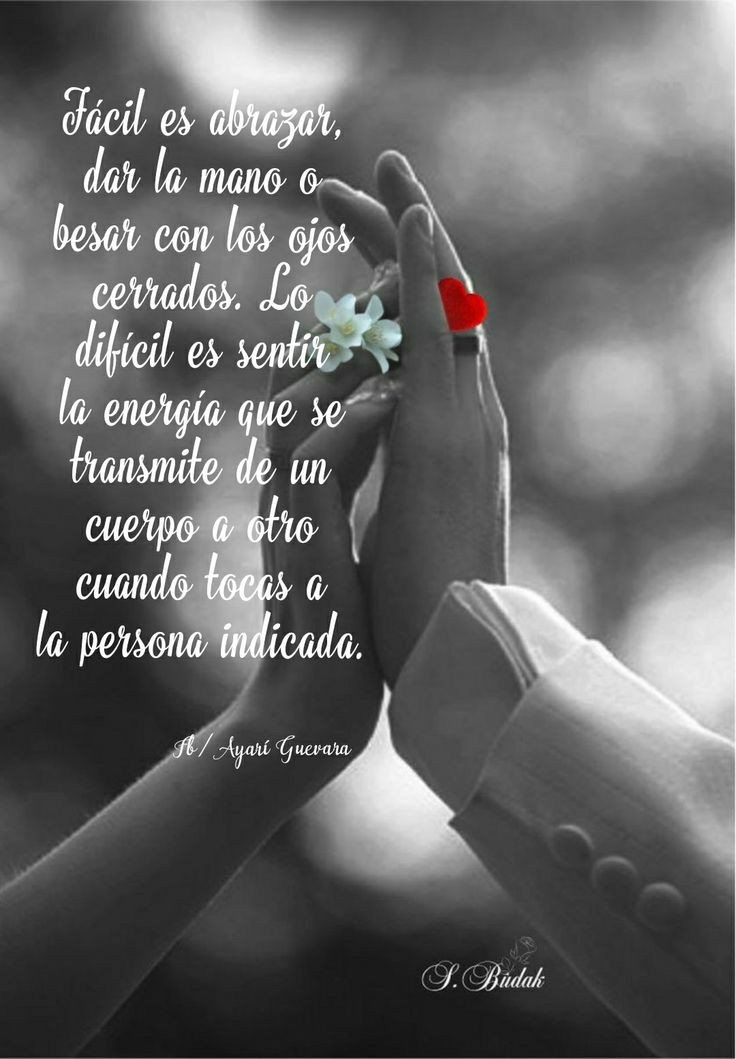 Fácil es abrazar,
dar la mano o
besar con los ojos
cerrados. Lo
difícil es sentir
la energía que se
transmite de un
cuerpo a otro
cuando tocas a
la persona indicada.
Fb/Ayarí Guevara
S. Budak